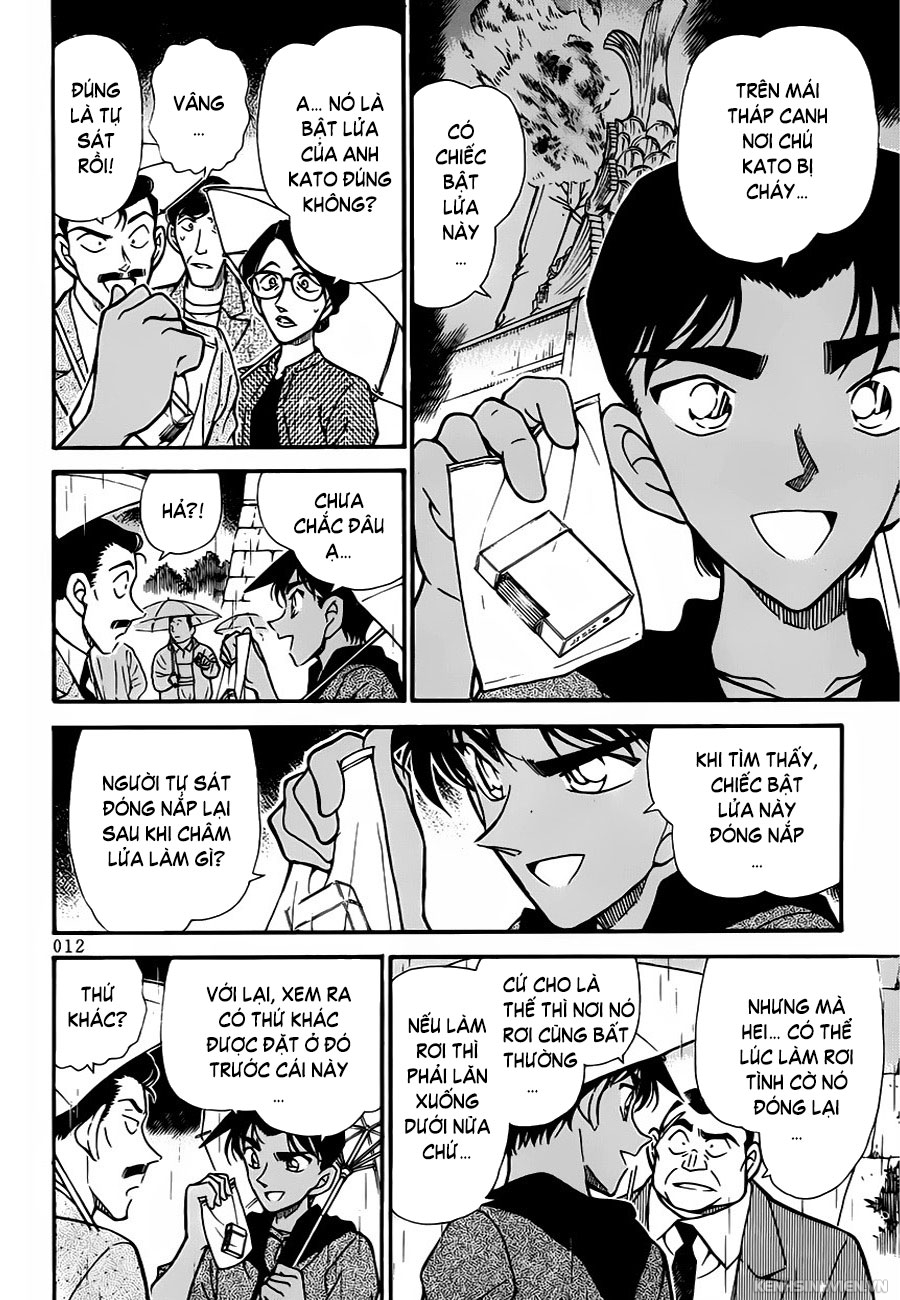 TRÊN MÁI
THÁP CANH
NƠI CHÚ
KATO BỊ
CHÁY...
CÓ
CHIẾC
BẬT
LỬA
NÀY
...
A... NÓ LÀ
BẬT LỬA
CỦA ANH
KATO ĐÚNG
KHÔNG?
VÂNG
...
ĐÚNG
LÀ TỰ
SÁT
RỒI!
CHƯA
CHẮC ĐÂU
Ạ...
HẢ?!
KHI TÌM THẤY,
CHIẾC BẬT
LỬA NÀY
ĐÓNG NẮP
...
NGƯỜI TỰ SÁT
ĐÓNG NẮP LẠI
SAU KHI CHÂM
LỬA LÀM GÌ?
012
NHƯNG MÀ
HEI... CÓ THỂ
LÚC LÀM RƠI
TÌNH CỜ NÓ
ĐÓNG LẠI
...
CỨ CHO LÀ
THẾ THÌ NƠI NÓ
RƠI CŨNG BẤT
THƯỜNG
...
NẾU LÀM
RƠI THÌ
PHẢI LĂN
XUỐNG
DƯỚI NỮA
CHỨ...
VỚI LẠI, XEM RA
CÓ THỨ KHÁC
ĐƯỢC ĐẶT Ở ĐÓ
TRƯỚC CÁI NÀY
...
THỨ
KHÁC?
KENHSINHVIEN.VN